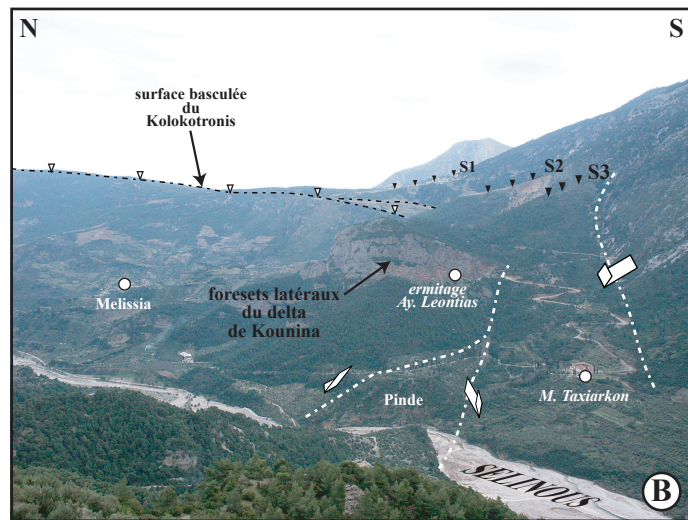 N
S
surface basculée
du
Kolokotronis
S1
S2
S3
foresets latéraux
du delta
de Kounina
ermitage
Ay. Leontias
Melissia
Pinde
M. Taxiarkon
SELINOUS
B